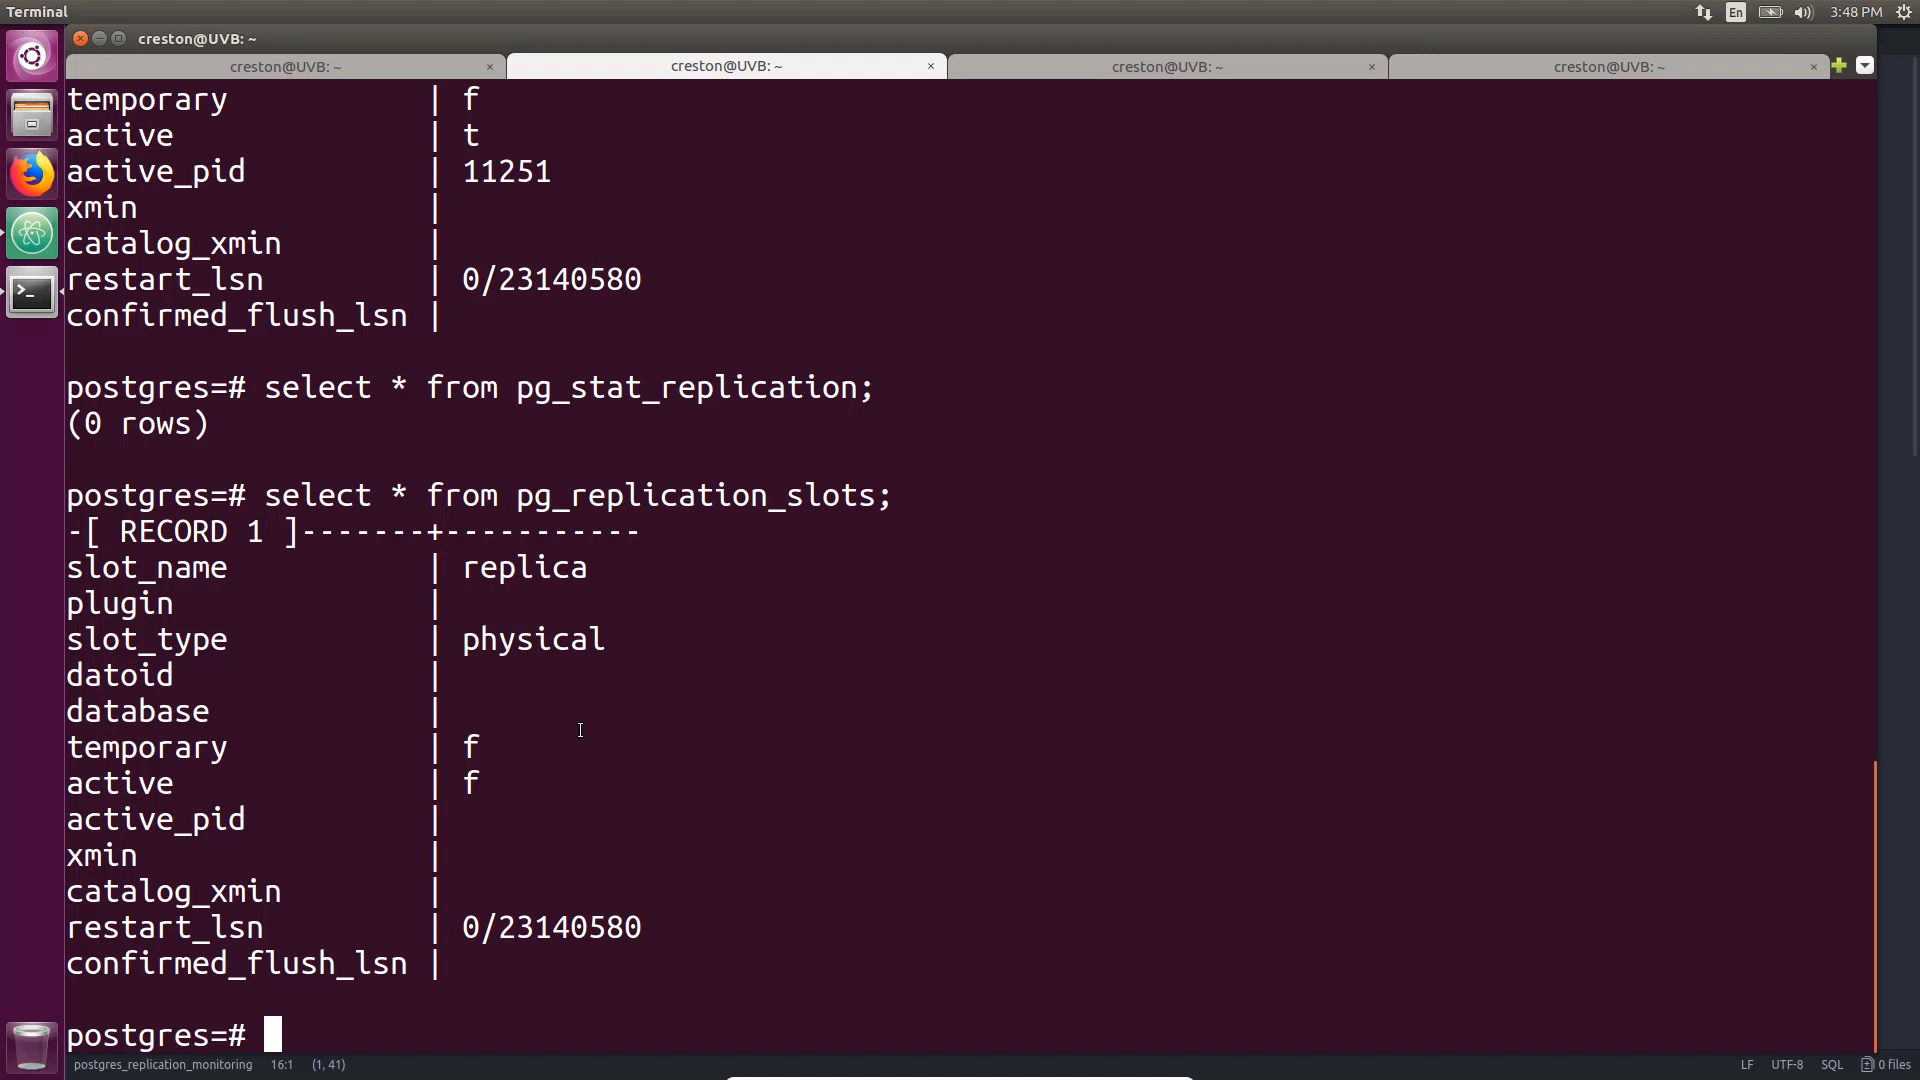 Terminal
En
3:48 PM
creston@UVB: ~
creston@UVB: ~ ×
creston@UVB: ~ ×
creston@UVB: ~ ×
creston@UVB: ~ ×
temporary | f
active | t
active_pid | 11251
xmin |
catalog_xmin |
restart_lsn | 0/23140580
confirmed_flush_lsn |
postgres=# select * from pg_stat_replication;
(0 rows)
postgres=# select * from pg_replication_slots;
-[ RECORD 1 ]-------+-----------
slot_name | replica
plugin |
slot_type | physical
datoid |
database |
temporary | f
active | f
active_pid |
xmin |
catalog_xmin |
restart_lsn | 0/23140580
confirmed_flush_lsn |
postgres=#
postgres_replication_monitoring 16:1 (1, 41) LF UTF-8 SQL 0 files